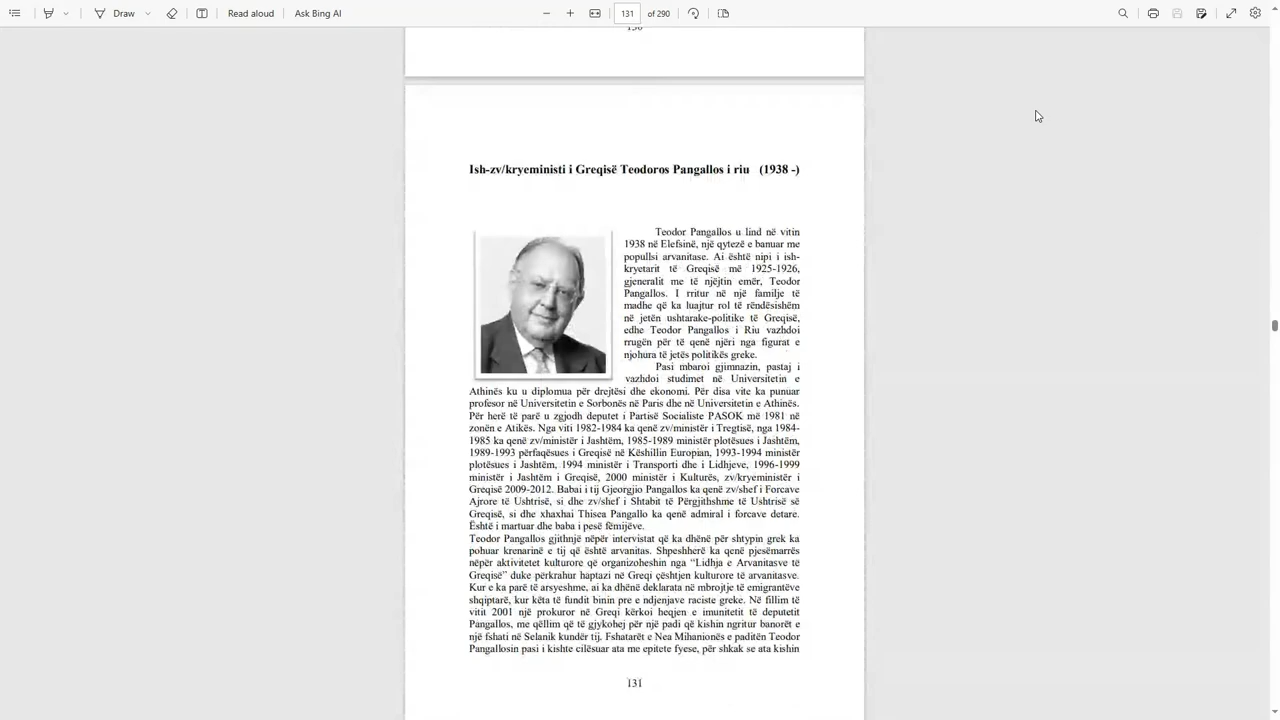 Draw
Read aloud
Ask Bing AI
131
of 290
Ish-zv/kryeministi i Greqisë Teodoros Pangallos i riu (1938 -)
Teodor Pangallos u lind në vitin
1938 në Elefsinë, një qytezë e banuar me
popullsi arvanitase. Ai është nipi i ish-
kryetarit të Greqisë më 1925-1926,
gjeneralit me të njëjtin emër, Teodor
Pangallos. I rritur në një familje të
madhe që ka luajtur rol të rëndësishëm
në jetën ushtarake-politike të Greqisë,
edhe Teodor Pangallos i Riu vazhdoi
rrugën për të qenë njëri nga figurat e
njohura të jetës politikës greke.
Pasi mbaroi gjimnazin, pastaj i
vazhdoi studimet në Universitetin e
Athinës ku u diplomua për drejtësi dhe ekonomi. Për disa vite ka punuar
profesor në Universitetin e Sorbonës në Paris dhe në Universitetin e Athinës.
Për herë të parë u zgjodh deputet i Partisë Socialiste PASOK më 1981 në
zonën e Atikës. Nga viti 1982-1984 ka qenë zv/ministër i Tregtisë, nga 1984-
1985 ka qenë zv/ministër i Jashtëm, 1985-1989 ministër plotësues i Jashtëm,
1989-1993 përfaqësues i Greqisë në Këshillin Europian, 1993-1994 ministër
plotësues i Jashtëm, 1994 ministër i Transporti dhe i Lidhjeve, 1996-1999
ministër i Jashtëm i Greqisë, 2000 ministër i Kulturës, zv/kryeministër i
Greqisë 2009-2012. Babai i tij Gjeorgjio Pangallos ka qenë zv/shef i Forcave
Ajrore të Ushtrisë, si dhe zv/shef i Shtabit të Përgjithshme të Ushtrisë së
Greqisë, si dhe xhaxhai Thisea Pangallo ka qenë admiral i forcave detare.
Është i martuar dhe baba i pesë fëmijëve.
Teodor Pangallos gjithnjë nëpër intervistat që ka dhënë për shtypin grek ka
pohuar krenarinë e tij që është arvanitas. Shpeshherë ka qenë pjesëmarrës
nëpër aktivitetet kulturore që organizoheshin nga “Lidhja e Arvanitasve të
Greqisë” duke përkrahur haptazi në Greqi çështjen kulturore të arvanitasve.
Kur e ka parë të arsyeshme, ai ka dhënë deklarata në mbrojtje të emigrantëve
shqiptarë, kur këta të fundit binin pre e ndjenjave raciste greke. Në fillim të
vitit 2001 një prokuror në Greqi kërkoi heqjen e imunitetit të deputetit
Pangallos, me qëllim që të gjykohej për një padi që kishin ngritur banorët e
një fshati në Selanik kundër tij. Fshatarët e Nea Mihanionës e paditën Teodor
Pangallosin pasi i kishte cilësuar ata me epitete fyese, për shkak se ata kishin
131